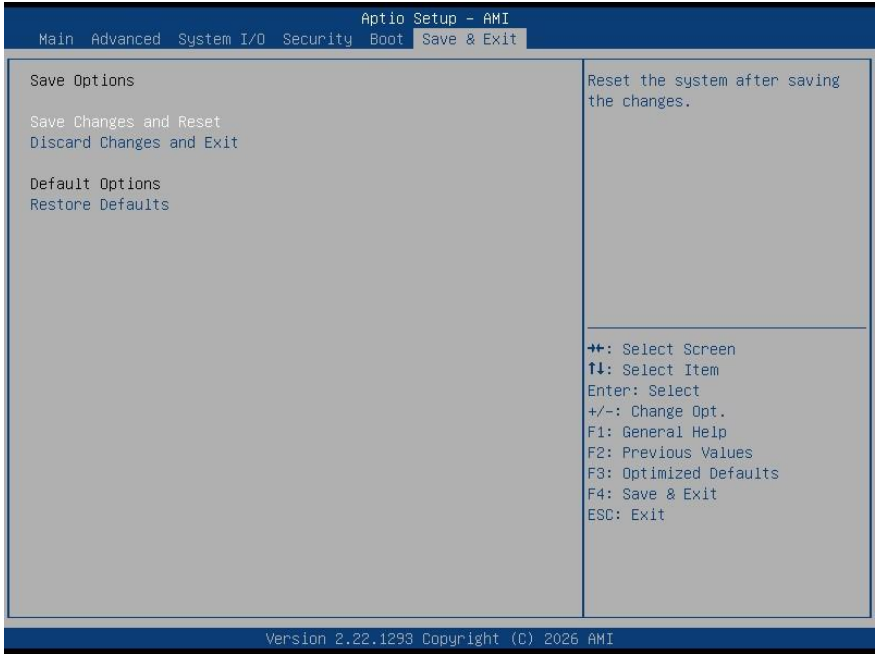 Aptio Setup – AMI
Main Advanced System I/O Security Boot Save & Exit
Save Options
Save Changes and Reset
Discard Changes and Exit
Default Options
Restore Defaults
Reset the system after saving
the changes.
→←: Select Screen
↑↓: Select Item
Enter: Select
+/-: Change Opt.
F1: General Help
F2: Previous Values
F3: Optimized Defaults
F4: Save & Exit
ESC: Exit
Version 2.22.1293 Copyright (C) 2026 AMI